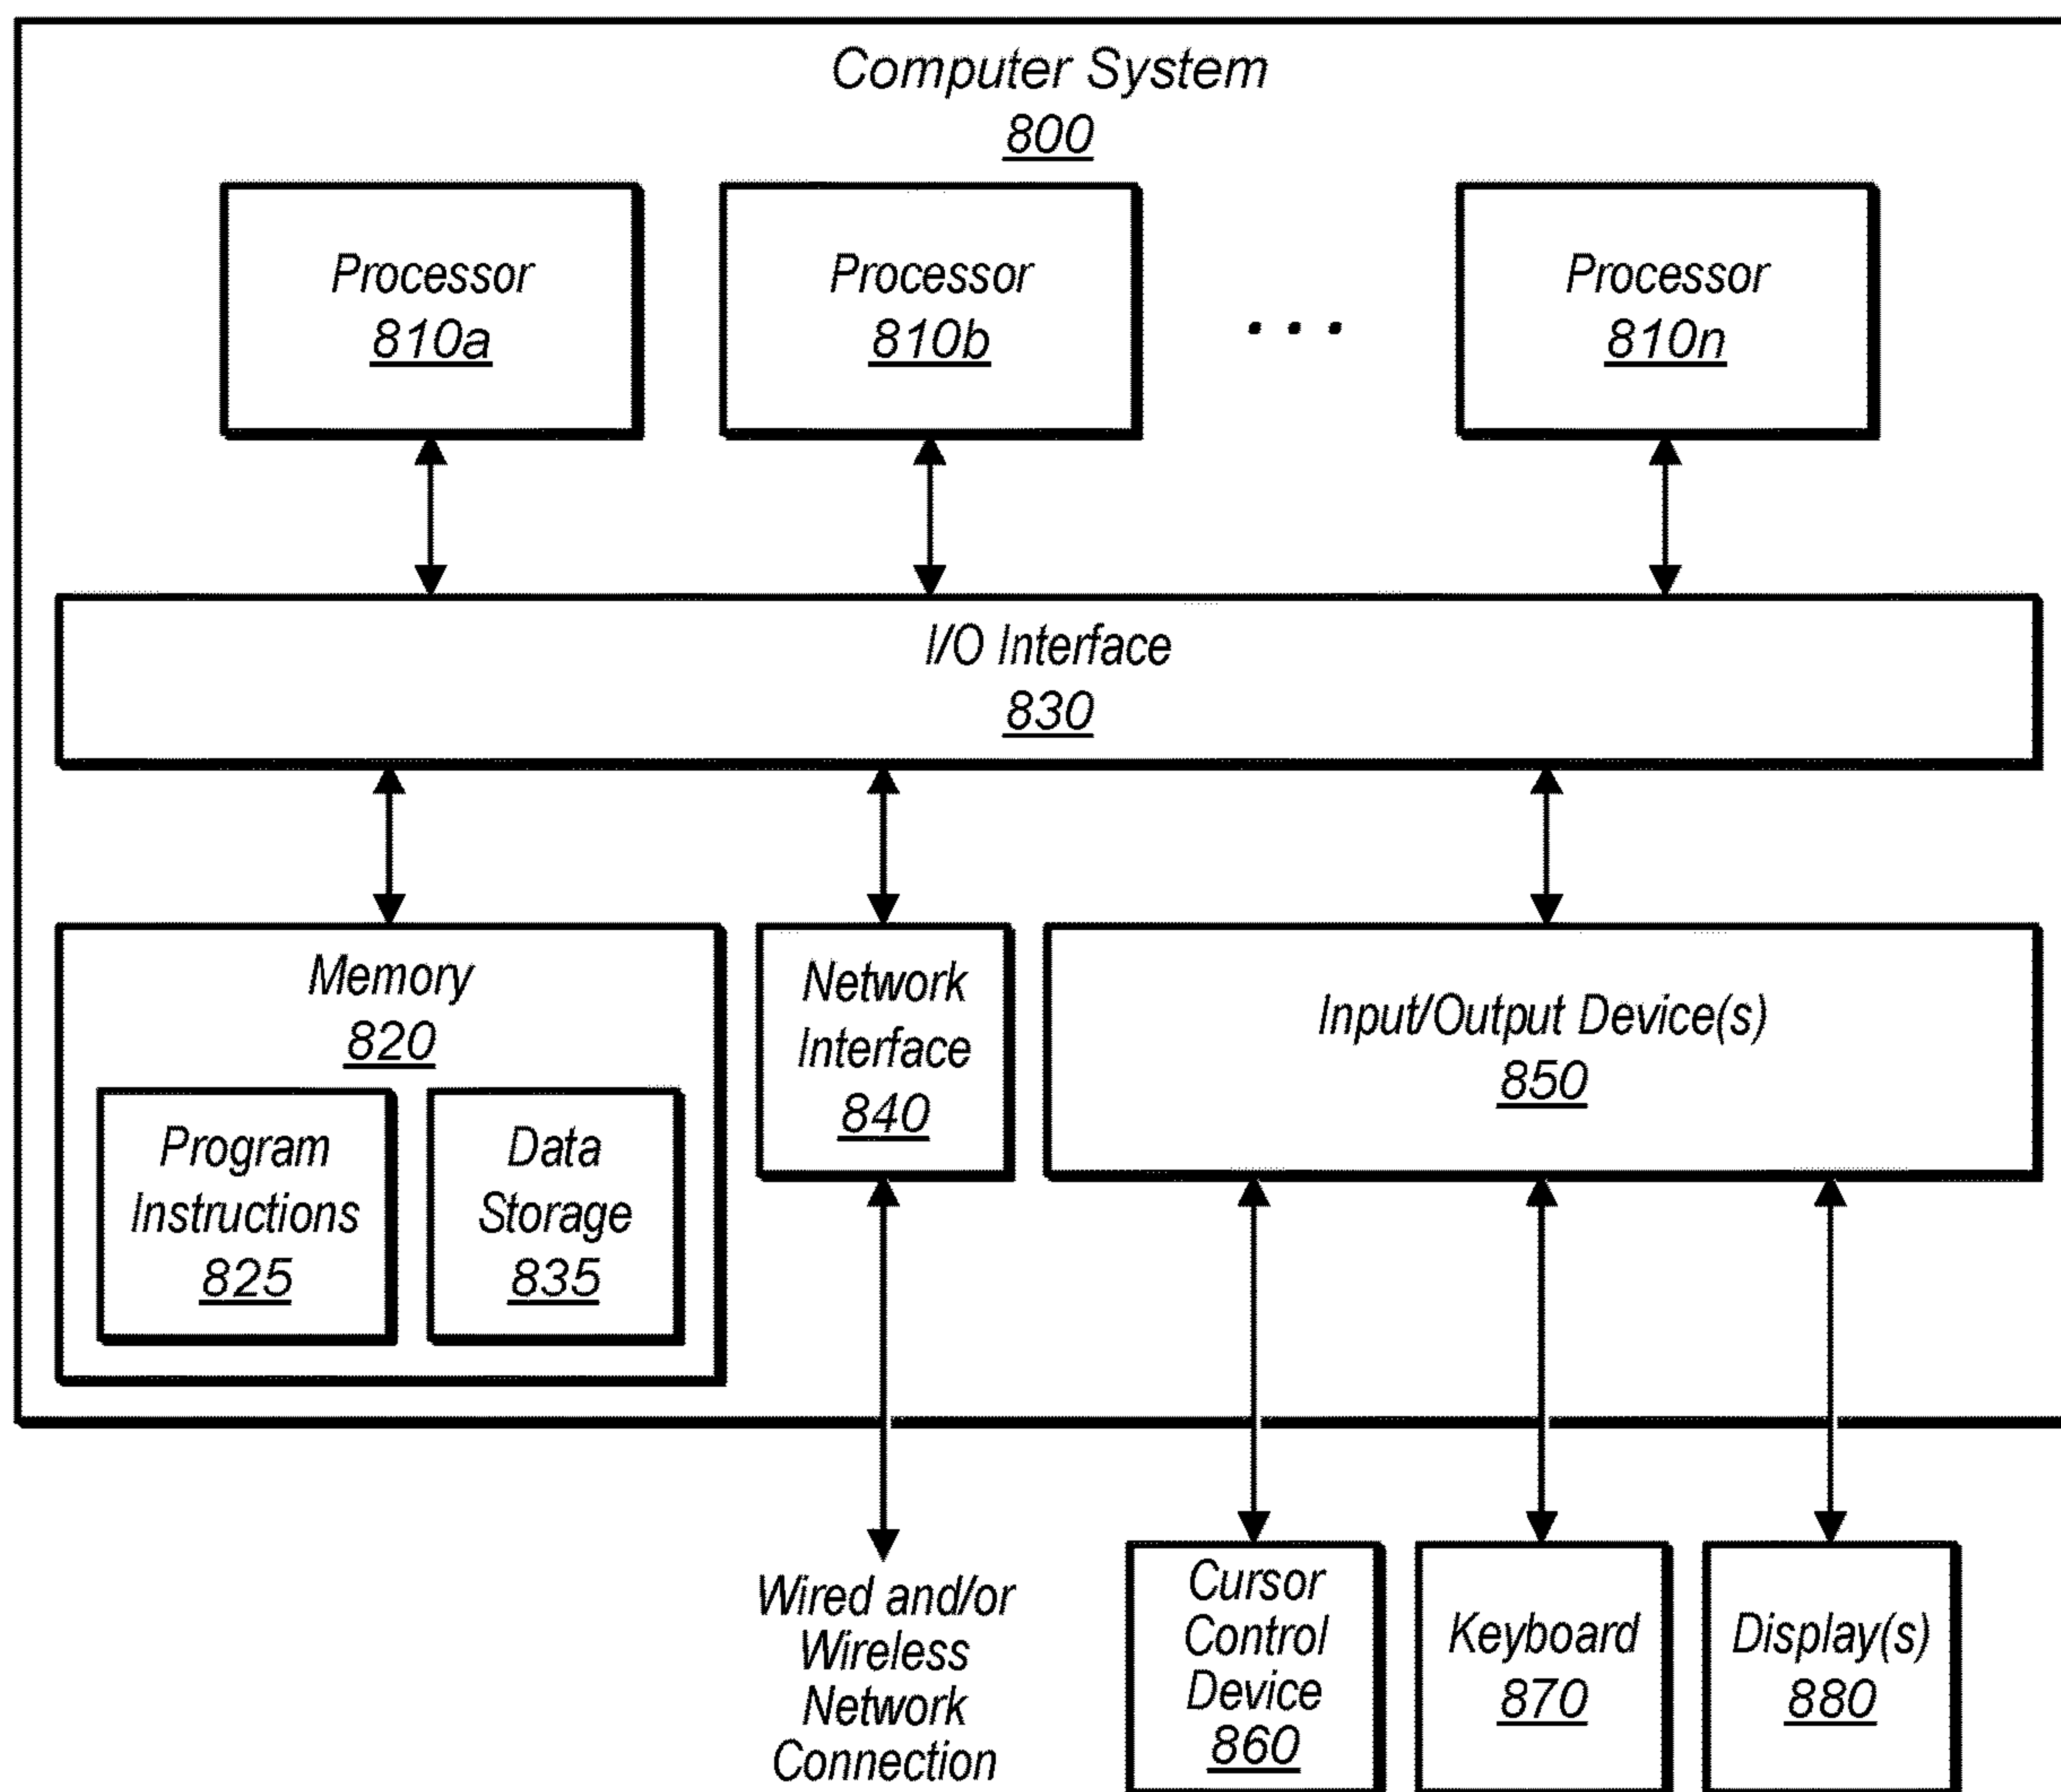 Computer System
800
Processor
810a
Processor
810b
...
Processor
810n
I/O Interface
830
Memory
820
Program
Instructions
825
Data
Storage
835
Network
Interface
840
Input/Output Device(s)
850
Wired and/or
Wireless
Network
Connection
Cursor
Control
Device
860
Keyboard
870
Display(s)
880